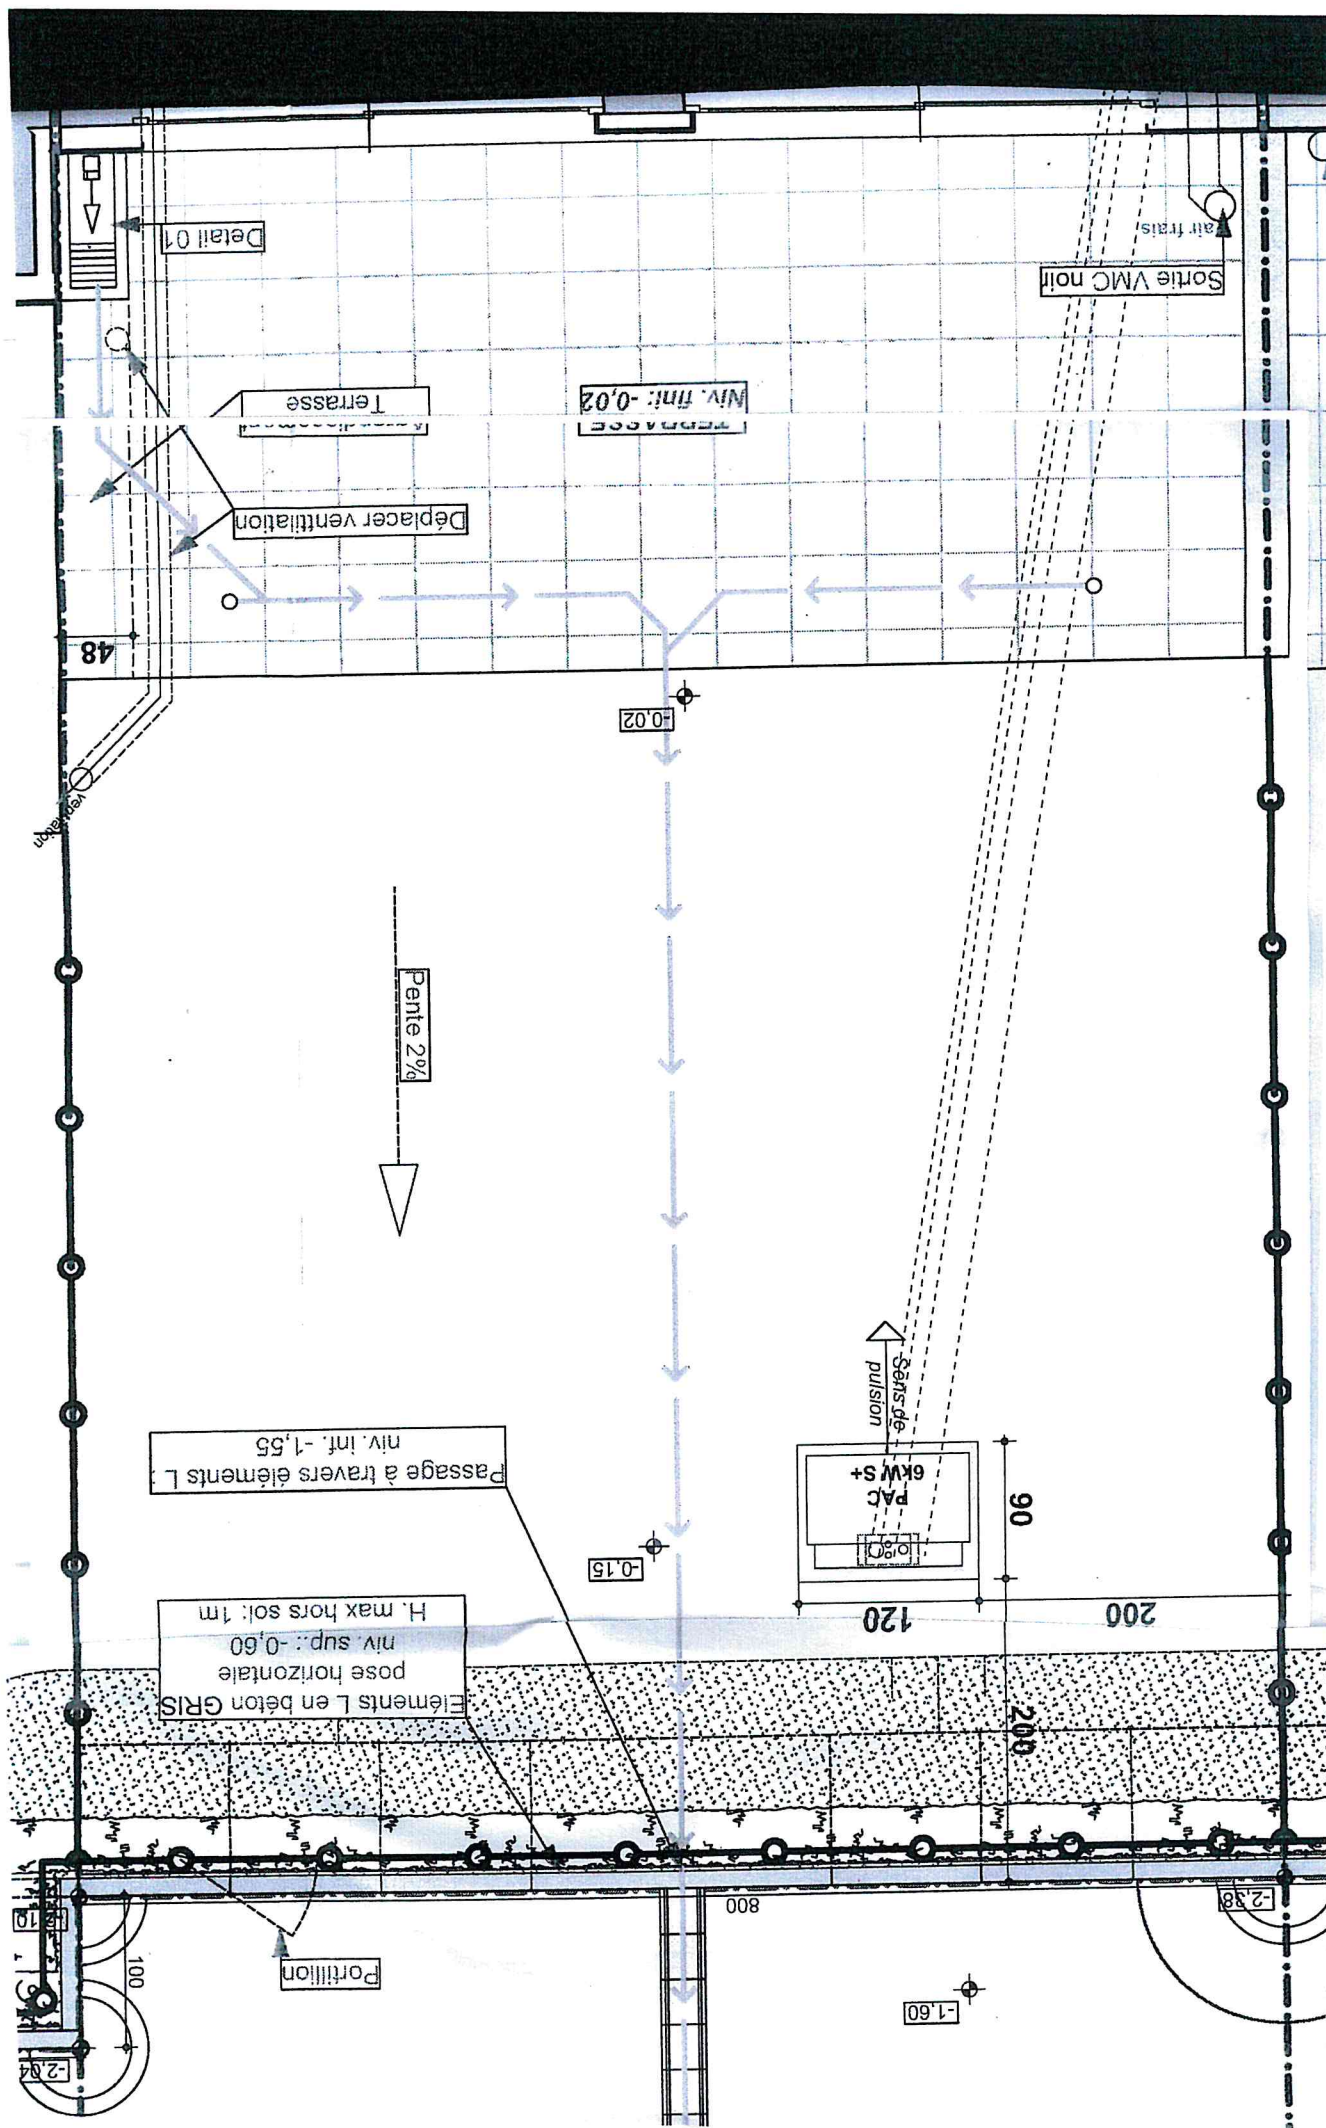 Detail 01
air frais
Sortie VMC noir
Terrasse
TERRASSE
Niv. fini: -0,02
Déplacer ventfilation
48
-0,02
ventilation
Pente 2%
Sens de
pulsion
PAC
6kW S+
90
120
200
200
Passage à travers éléments L :
niv. inf. -1,55
-0,15
Eléments L en béton GRIS
pose horizontale
niv. sup.: -0,60
H. max hors sol: 1m
800
-2,38
100
Portilllion
-1,60
-2,04